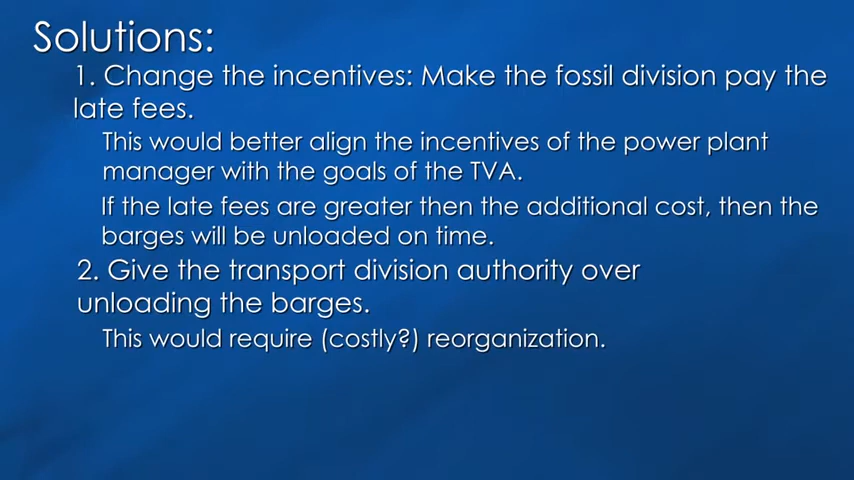 Solutions:
1. Change the incentives: Make the fossil division pay the
late fees.
This would better align the incentives of the power plant
manager with the goals of the TVA.
If the late fees are greater then the additional cost, then the
barges will be unloaded on time.
2. Give the transport division authority over
unloading the barges.
This would require (costly?) reorganization.